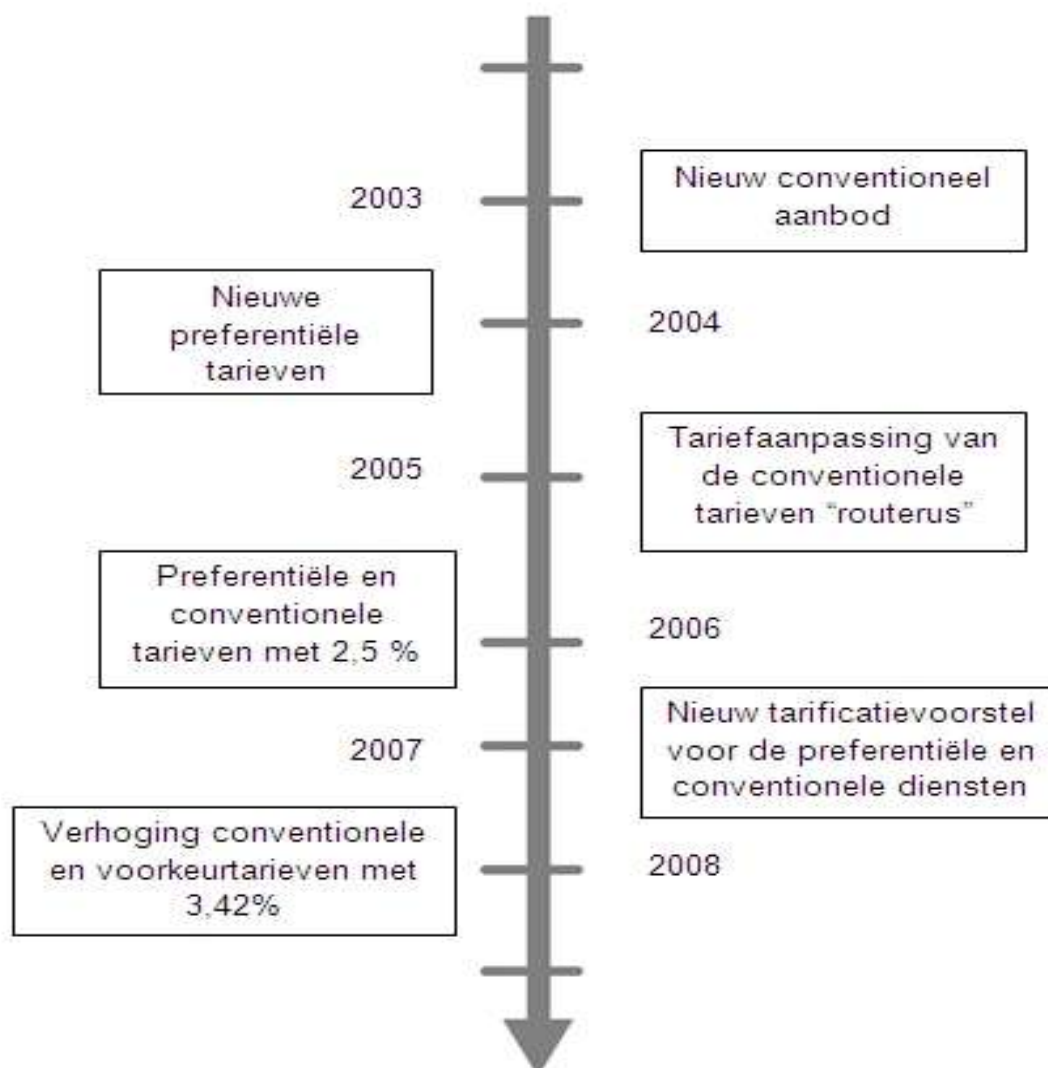 2003
Nieuw conventioneel
aanbod
Nieuwe
preferentiële
tarieven
2004
2005
Tariefaanpassing van
de conventionele
tarieven “routerus”
Preferentiële en
conventionele
tarieven met 2,5 %
2006
2007
Nieuw tarificatievoorstel
voor de preferentiële en
conventionele diensten
Verhoging conventionele
en voorkeurtarieven met
3,42%
2008